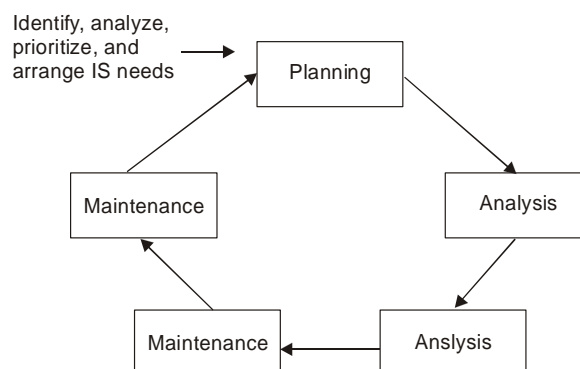 Identify, analyze,
prioritize, and
arrange IS needs
Planning
Analysis
Anslysis
Maintenance
Maintenance